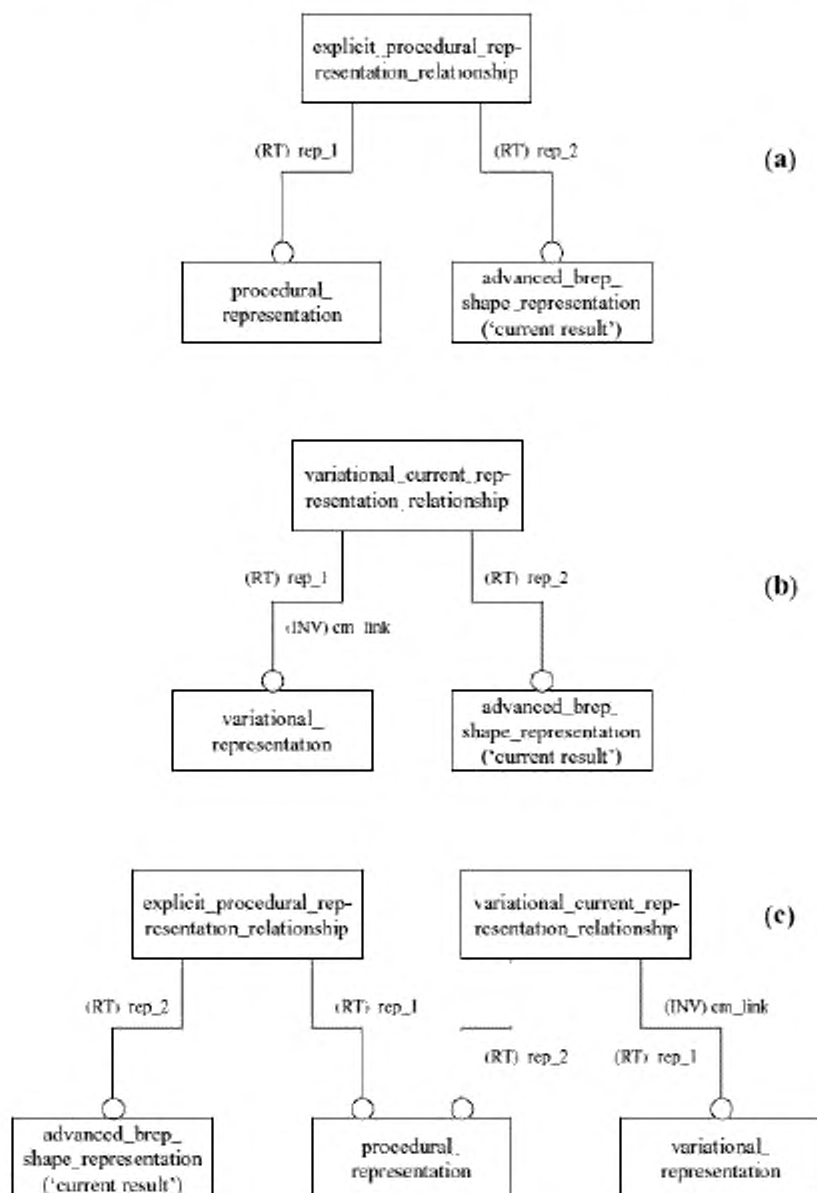 explicit_procedural_rep-
resentation_relationship
(RT) rep_1
(RT) rep_2
(a)
procedural_
representation
advanced_brep_
shape_representation
('current result')
variational_current_rep-
resentation_relationship
(RT) rep_1
(RT) rep_2
(b)
(INV) cm_link
variational_
representation
advanced_brep_
shape_representation
('current result')
explicit_procedural_rep-
resentation_relationship
variational_current_rep-
resentation_relationship
(c)
(RT) rep_2
(RT) rep_1
(INV) cm_link
(RT) rep_2
(RT) rep_1
advanced_brep_
shape_representation
('current result')
procedural_
representation
variational_
representation